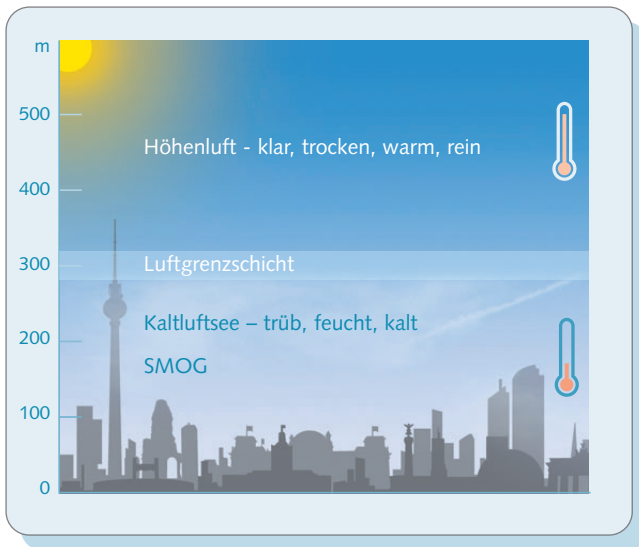 m
500
Höhenluft - klar, trocken, warm, rein
400
300
Luftgrenzschicht
Kaltluftsee – trüb, feucht, kalt
200
SMOG
100
0